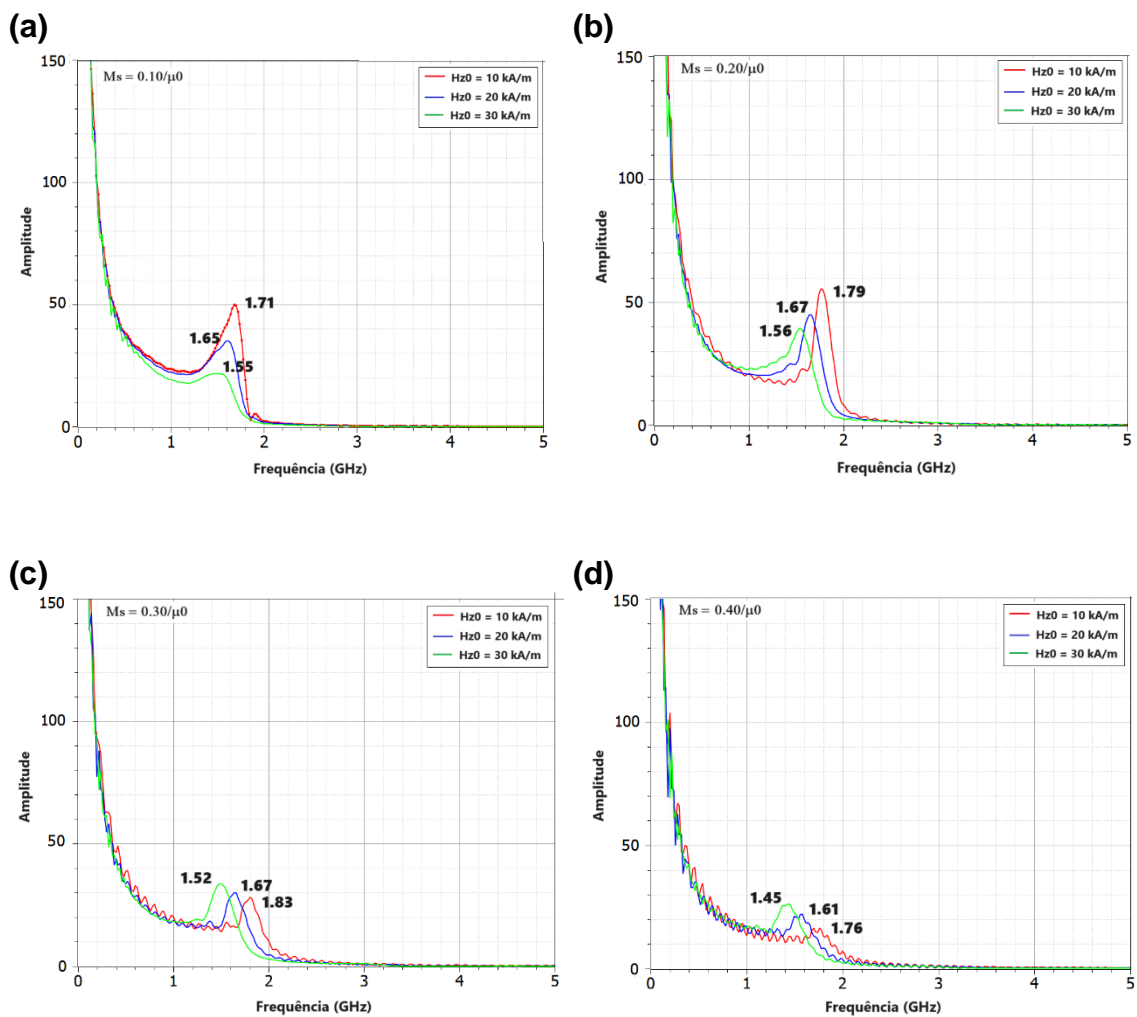 (a)
150
Ms = 0.10/μ0
Hz0 = 10 kA/m
Hz0 = 20 kA/m
Hz0 = 30 kA/m
100
Amplitude
50
1.71
1.65
1.55
0
0 1 2 3 4 5
Frequência (GHz)
(b)
150
Ms = 0.20/μ0
Hz0 = 10 kA/m
Hz0 = 20 kA/m
Hz0 = 30 kA/m
100
Amplitude
50
1.79
1.67
1.56
0
0 1 2 3 4 5
Frequência (GHz)
(c)
150
Ms = 0.30/μ0
Hz0 = 10 kA/m
Hz0 = 20 kA/m
Hz0 = 30 kA/m
100
Amplitude
50
1.52
1.67
1.83
0
0 1 2 3 4 5
Frequência (GHz)
(d)
150
Ms = 0.40/μ0
Hz0 = 10 kA/m
Hz0 = 20 kA/m
Hz0 = 30 kA/m
100
Amplitude
50
1.45
1.61
1.76
0
0 1 2 3 4 5
Frequência (GHz)